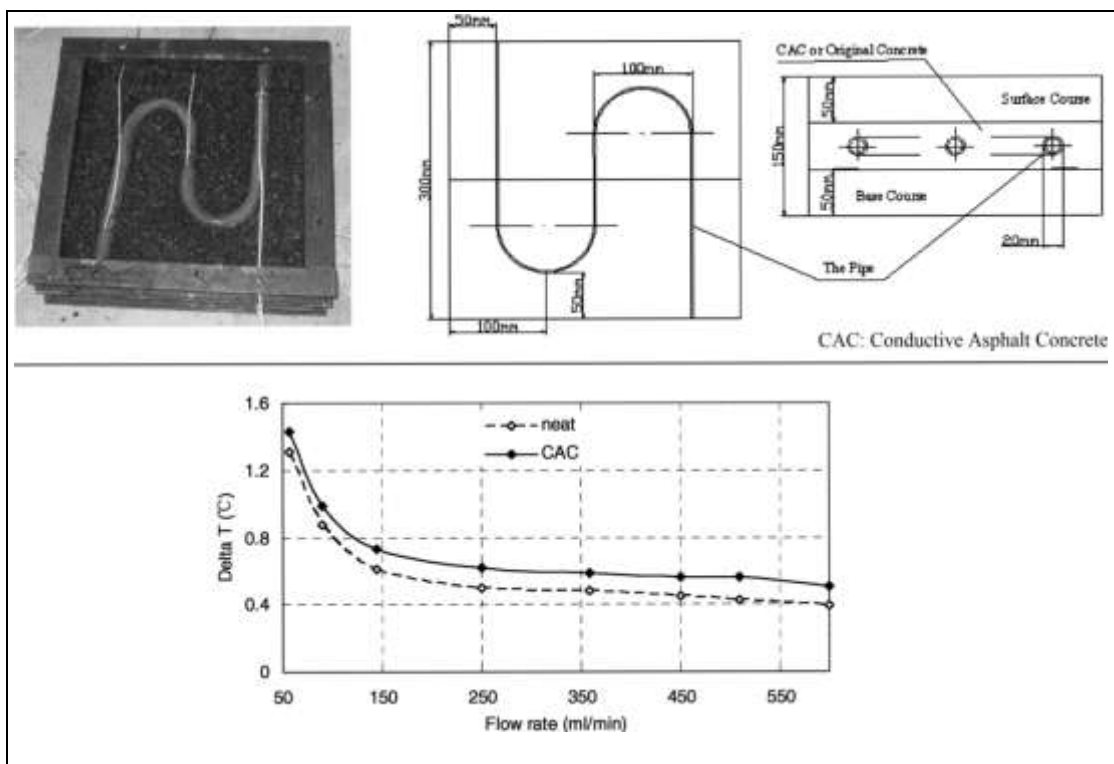 50mm
100mm
300mm
50mm
100mm
CAC or Original Concrete
Surface Course
50mm
150mm
50mm
Base Course
20mm
The Pipe
CAC: Conductive Asphalt Concrete
1.6
1.2
0.8
0.4
0
neat
CAC
Delta T (℃)
50 150 250 350 450 550
Flow rate (ml/min)